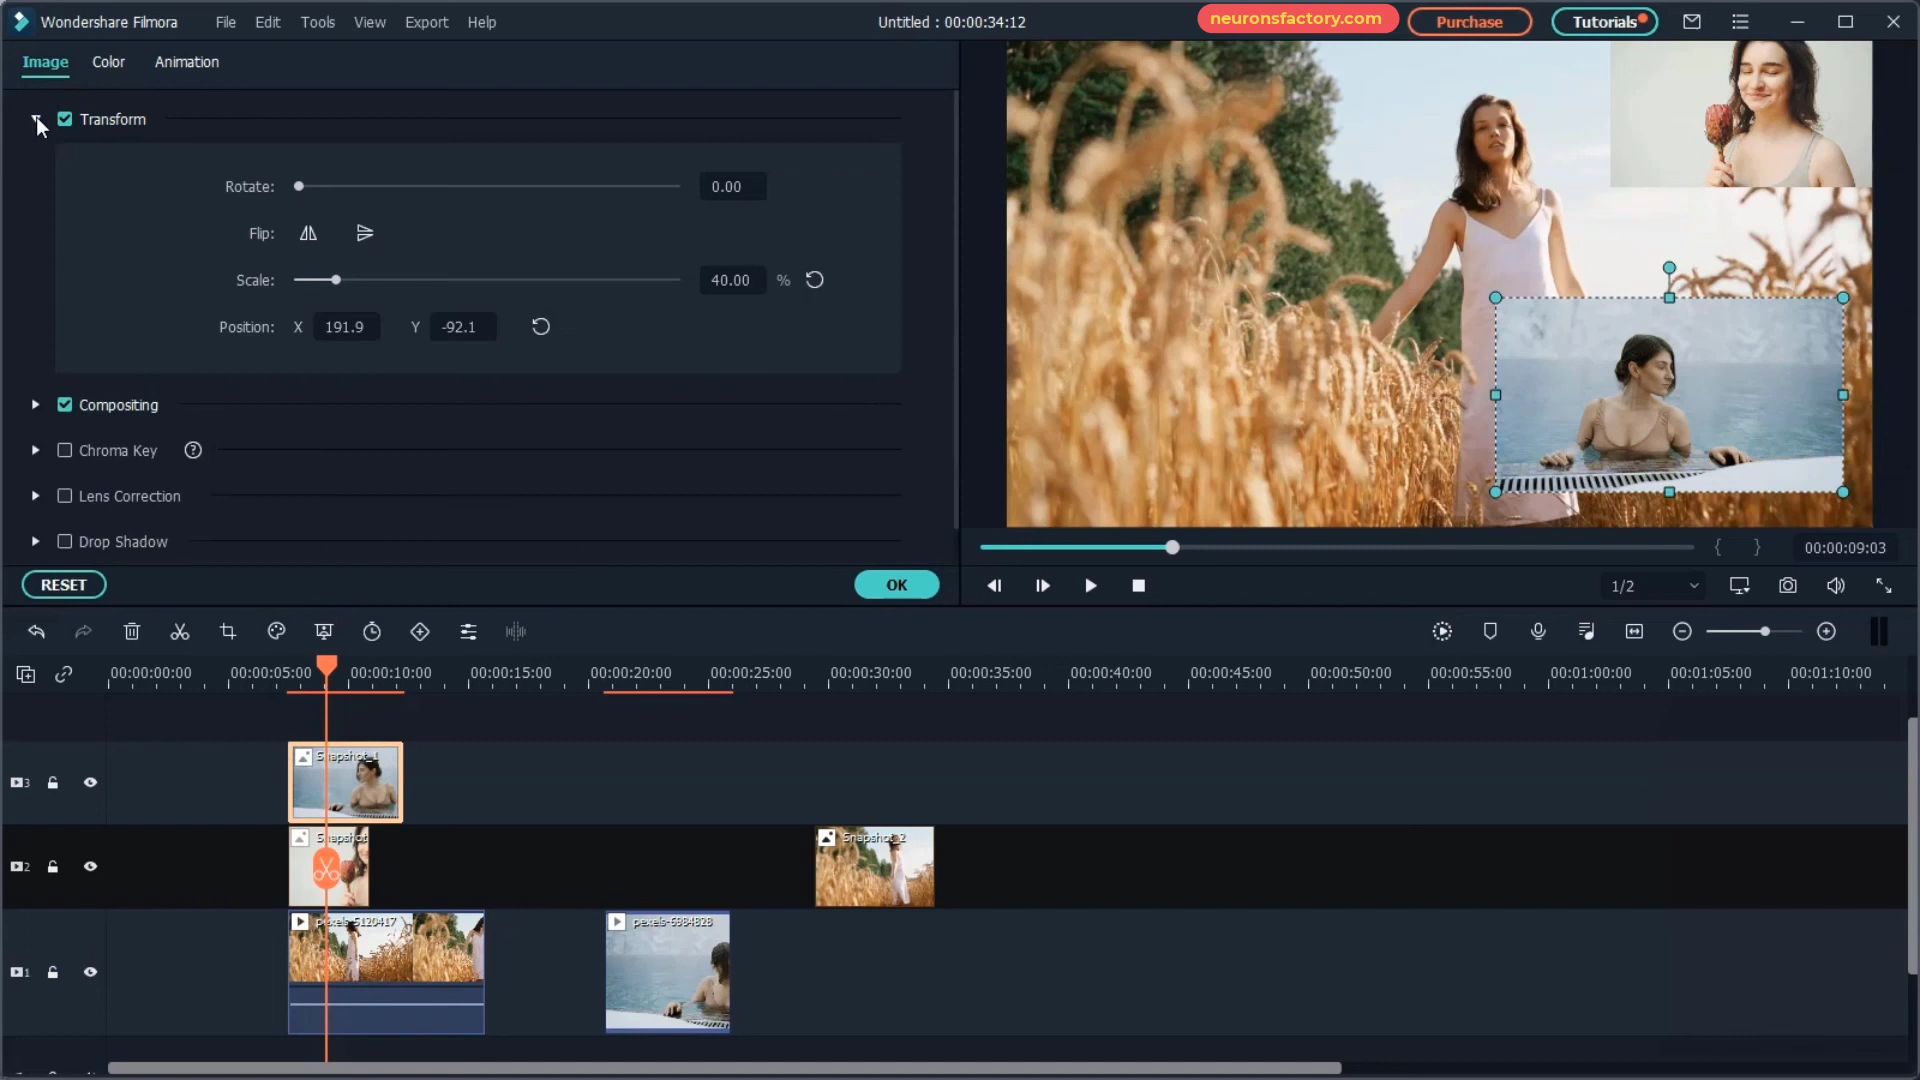 Wondershare Filmora File Edit Tools View Export Help Untitled : 00:00:34:12 neuronsfactory.com Purchase Tutorials
Image Color Animation
Transform
Rotate: 0.00
Flip:
Scale: 40.00 %
Position: X 191.9 Y -92.1
Compositing
Chroma Key ?
Lens Correction
Drop Shadow
RESET OK
{ } 00:00:09:03
1/2
00:00:00:00 00:00:05:00 00:00:10:00 00:00:15:00 00:00:20:00 00:00:25:00 00:00:30:00 00:00:35:00 00:00:40:00 00:00:45:00 00:00:50:00 00:00:55:00 00:01:00:00 00:01:05:00 00:01:10:00
Snapshot_1
3
Snapshot Snapshot_2
2
pexels-5120417 pexels-6984828
1